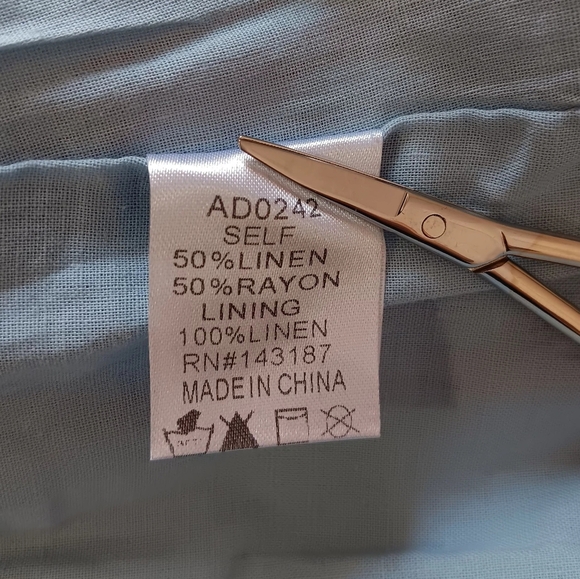 AD0242
SELF
50%LINEN
50%RAYON
LINING
100%LINEN
RN#143187
MADE IN CHINA